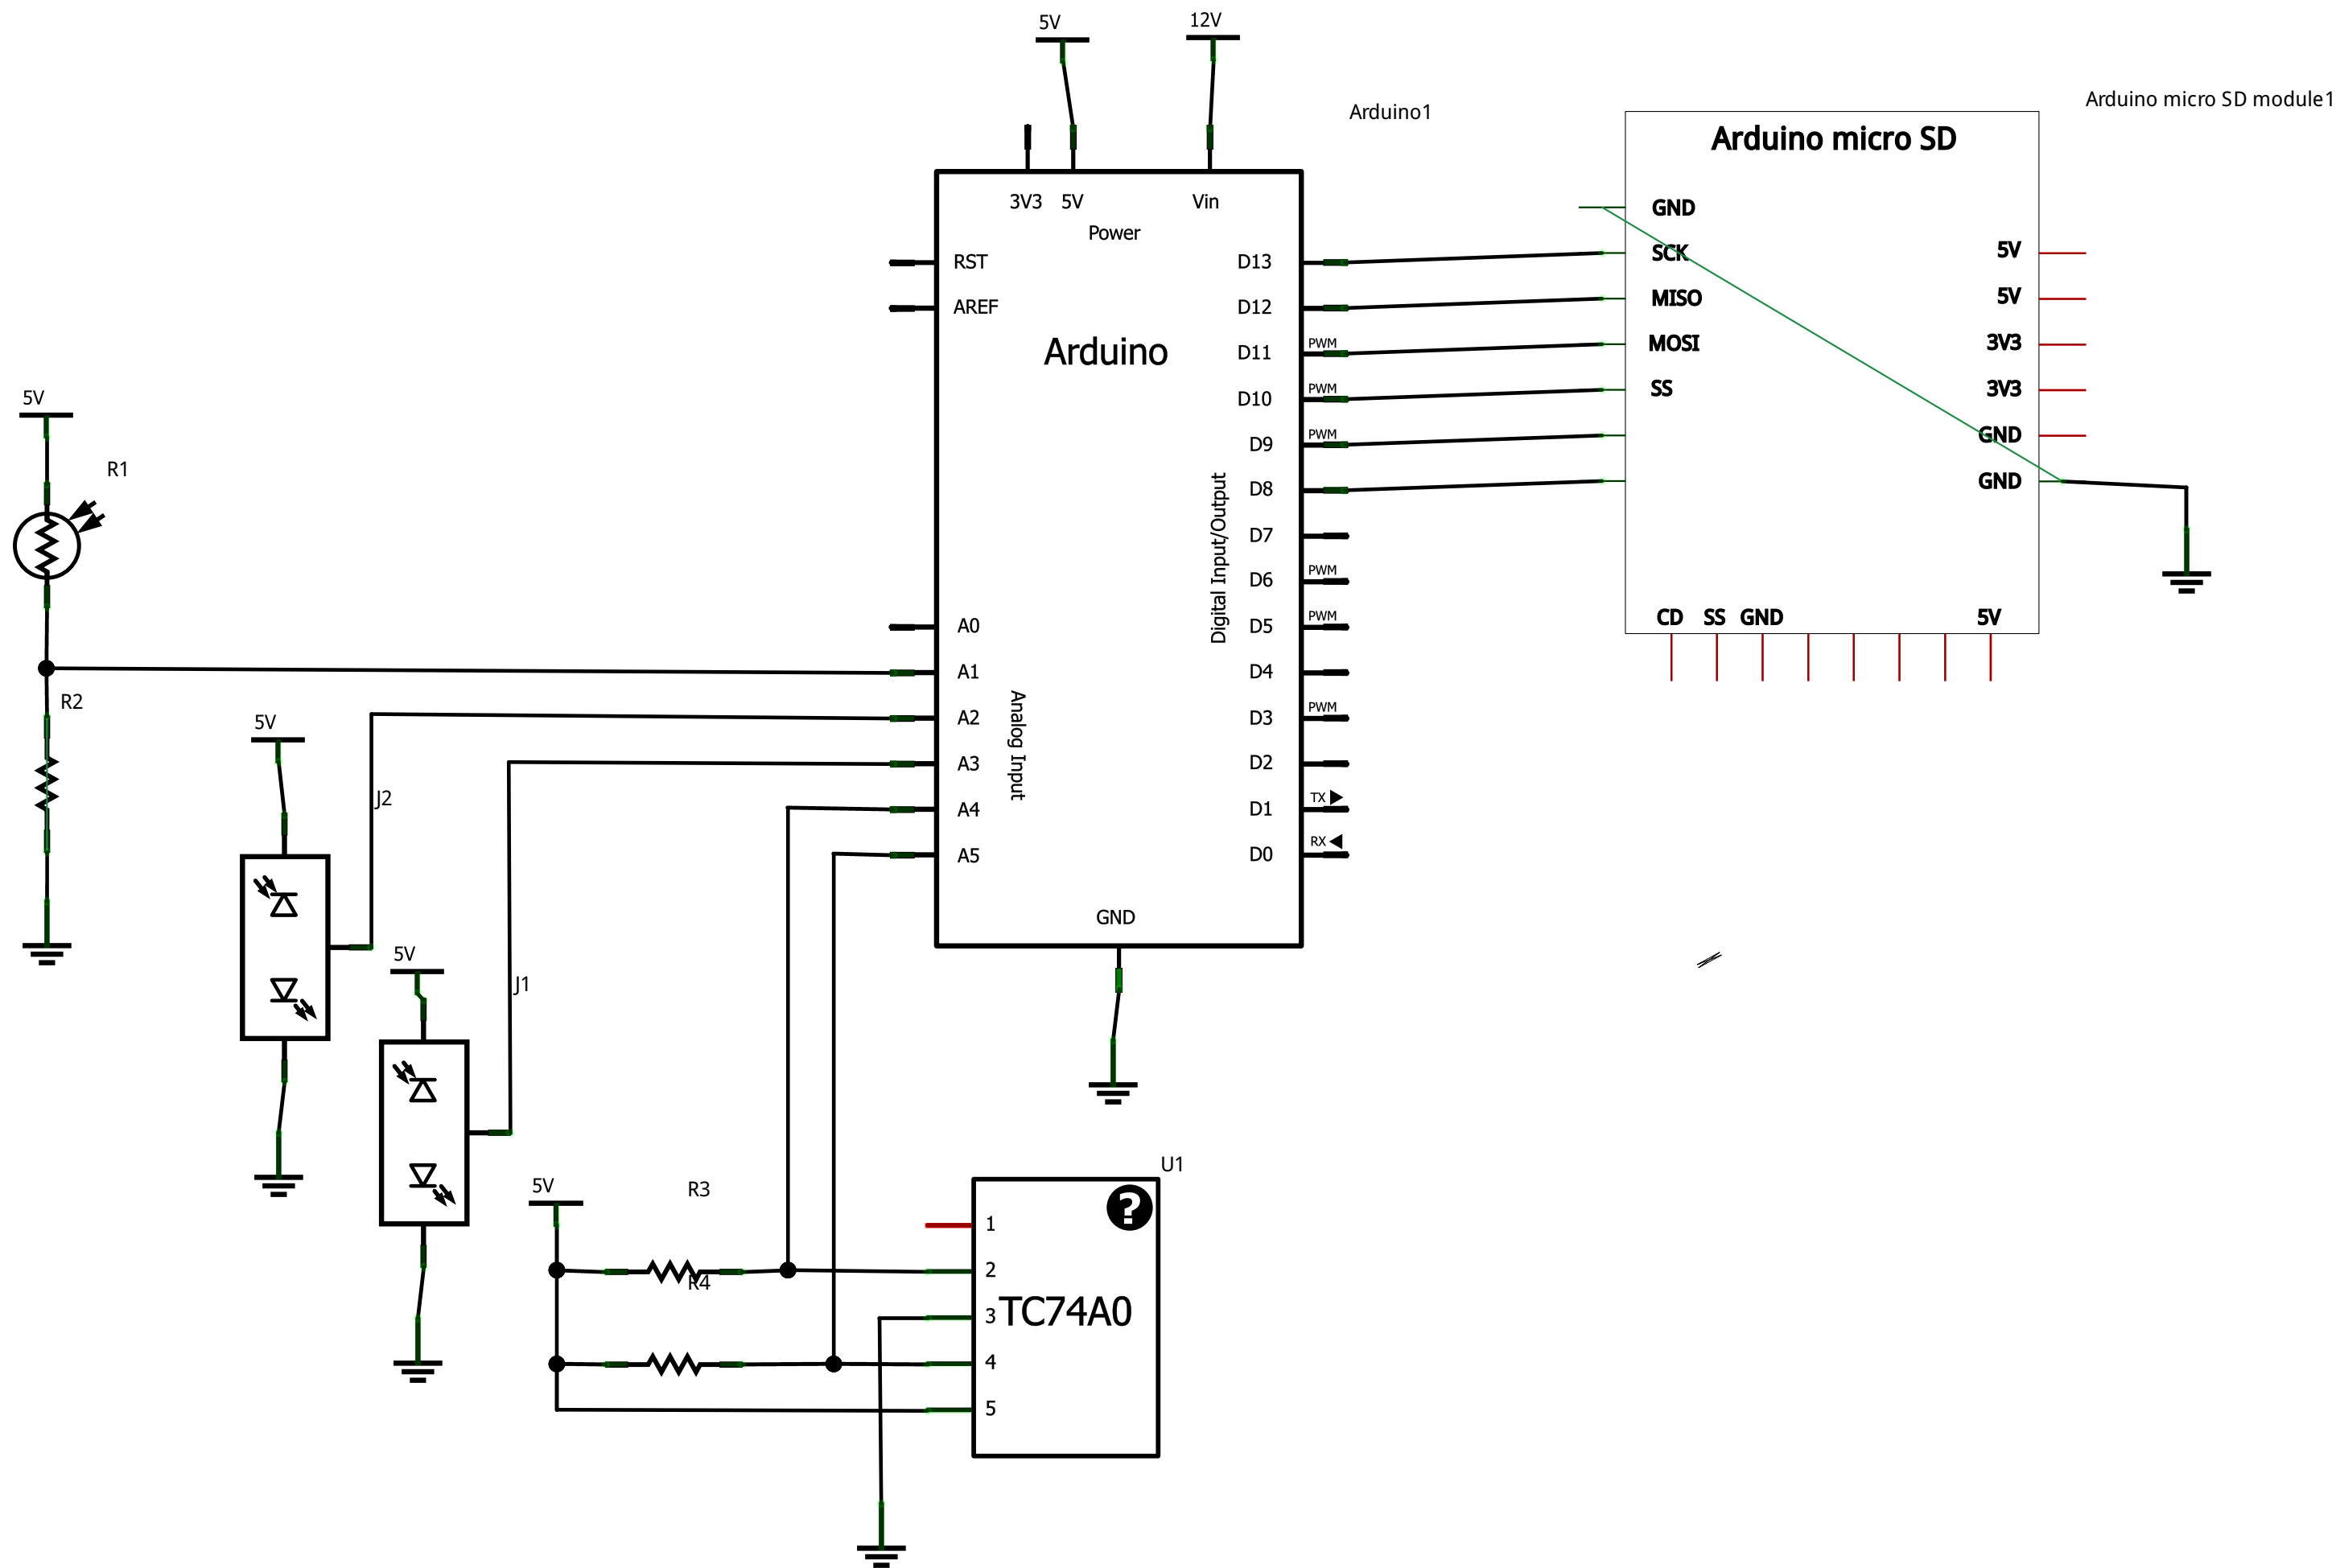 5V
12V
Arduino1
Arduino micro SD module1
Arduino micro SD
3V3
5V
Vin
Power
GND
SCK
MISO
MOSI
SS
5V
5V
3V3
3V3
GND
GND
CD
SS
GND
5V
RST
AREF
Arduino
D13
D12
D11
PWM
D10
PWM
D9
PWM
D8
D7
D6
PWM
D5
PWM
D4
D3
PWM
D2
D1
TX
D0
RX
Digital Input/Output
A0
A1
A2
A3
A4
A5
Analog Input
GND
5V
R1
R2
5V
J2
5V
J1
5V
R3
R4
U1
?
1
2
3
4
5
TC74A0